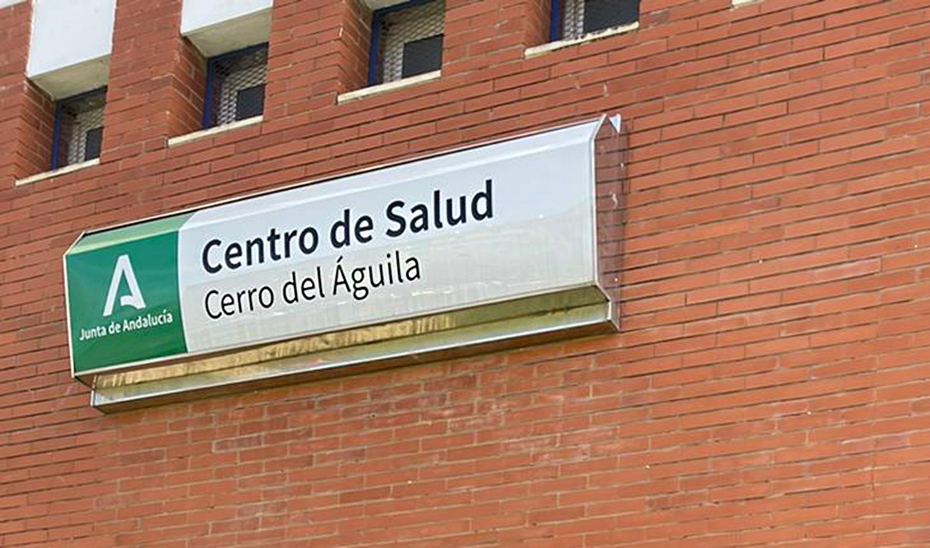 A
Junta de Andalucía
Centro de Salud
Cerro del Águila